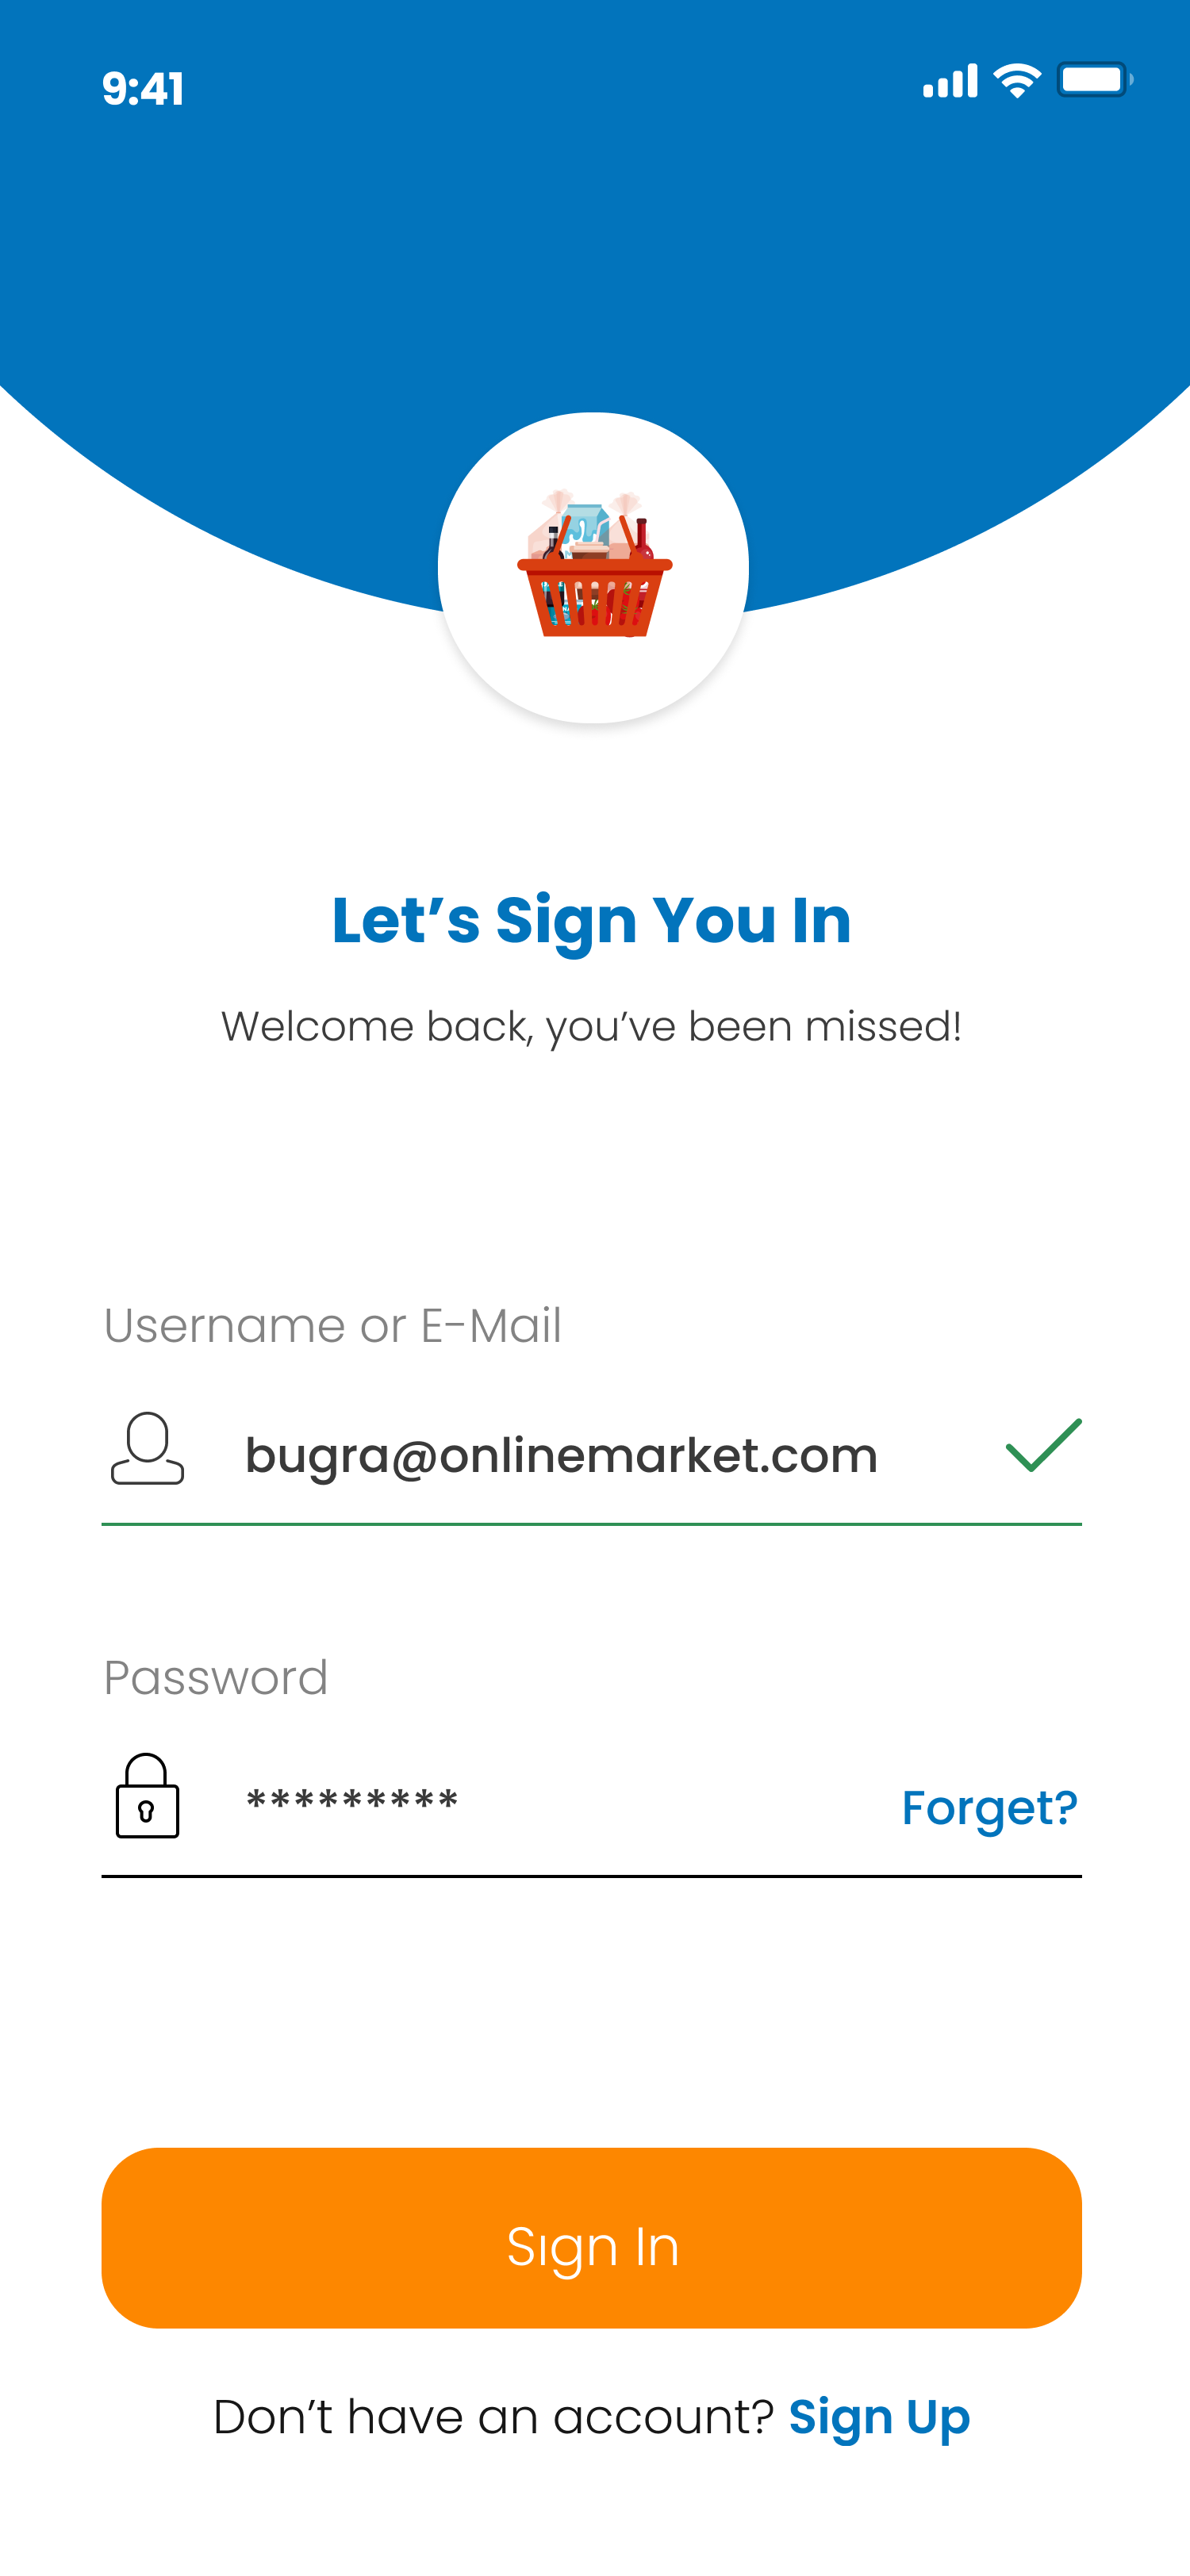 9:41
Let’s Sign You In
Welcome back, you’ve been missed!
Username or E-Mail
bugra@onlinemarket.com
Password
*********
Forget?
Sıgn In
Don’t have an account? Sign Up